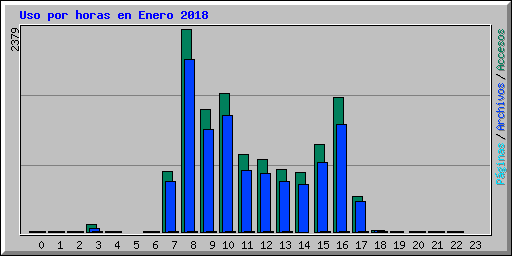 Uso por horas en Enero 2018
2379
Páginas / Archivos / Accesos
0 1 2 3 4 5 6 7 8 9 10 11 12 13 14 15 16 17 18 19 20 21 22 23